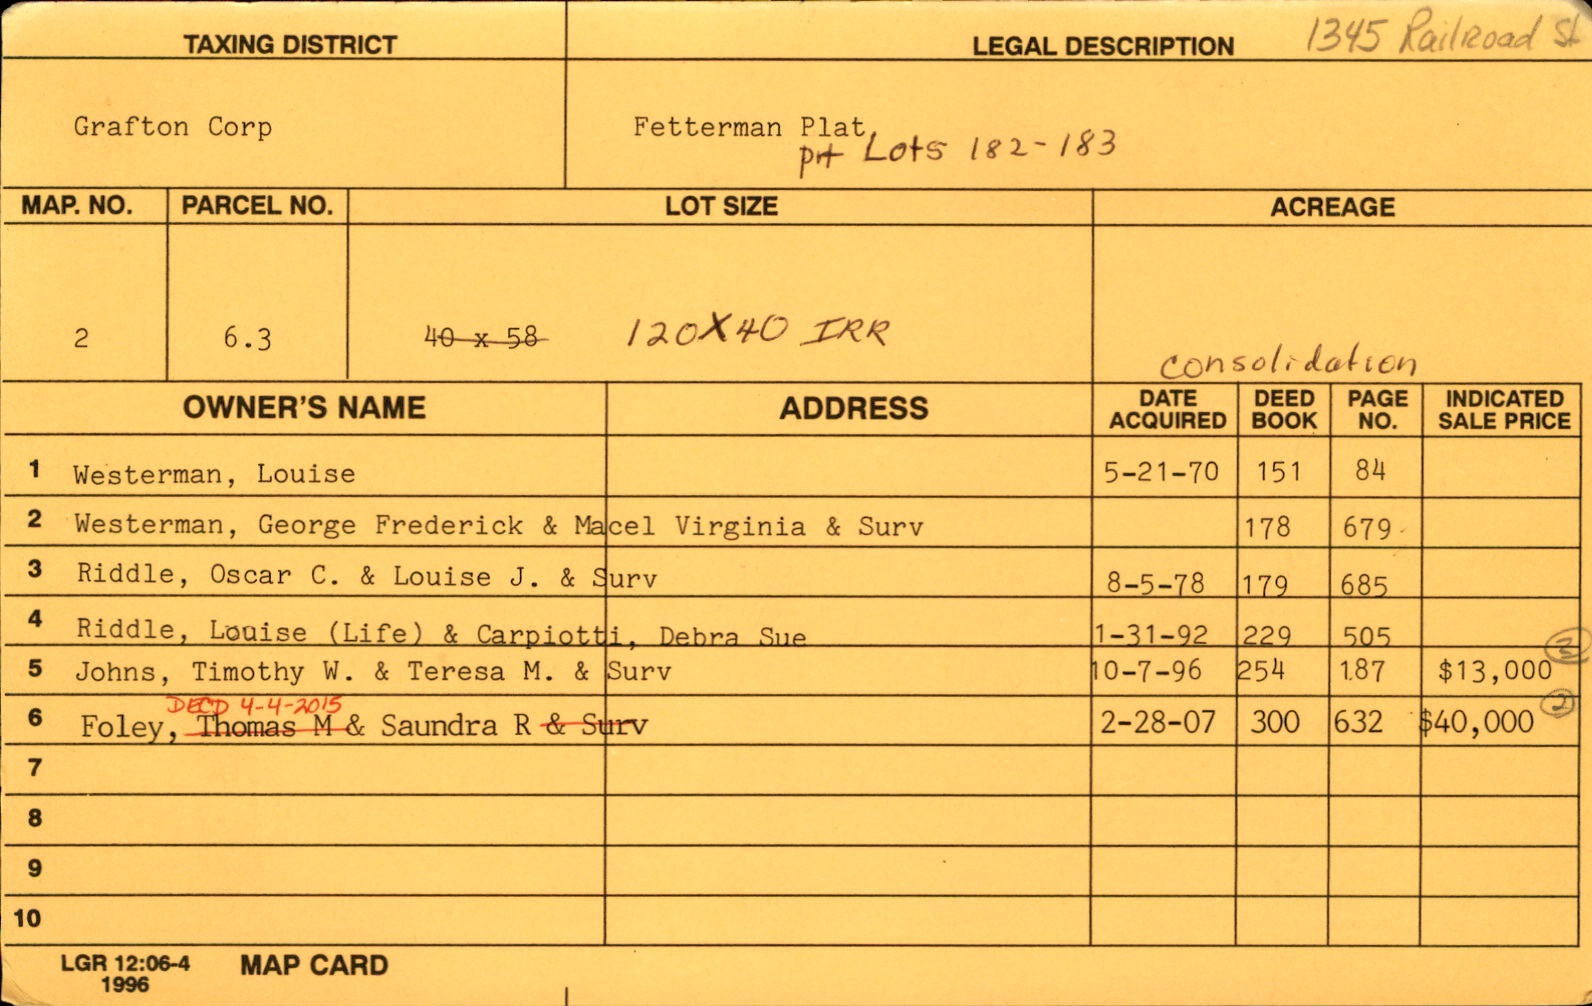 TAXING DISTRICT LEGAL DESCRIPTION 1345 Railroad St
Grafton Corp Fetterman Plat,
prt Lots 182-183
MAP. NO. PARCEL NO. LOT SIZE ACREAGE
2 6.3 40 x 58 120X40 IRR
consolidation
OWNER'S NAME ADDRESS DATE ACQUIRED DEED BOOK PAGE NO. INDICATED SALE PRICE
1 Westerman, Louise 5-21-70 151 84
2 Westerman, George Frederick & Macel Virginia & Surv 178 679
3 Riddle, Oscar C. & Louise J. & Surv 8-5-78 179 685
4 Riddle, Louise (Life) & Carpiotti, Debra Sue 1-31-92 229 505
5 Johns, Timothy W. & Teresa M. & Surv 10-7-96 254 187 $13,000 3
DEC'D 4-4-2015
6 Foley, Thomas M & Saundra R & Surv 2-28-07 300 632 $40,000 2
7
8
9
10
LGR 12:06-4 MAP CARD
1996